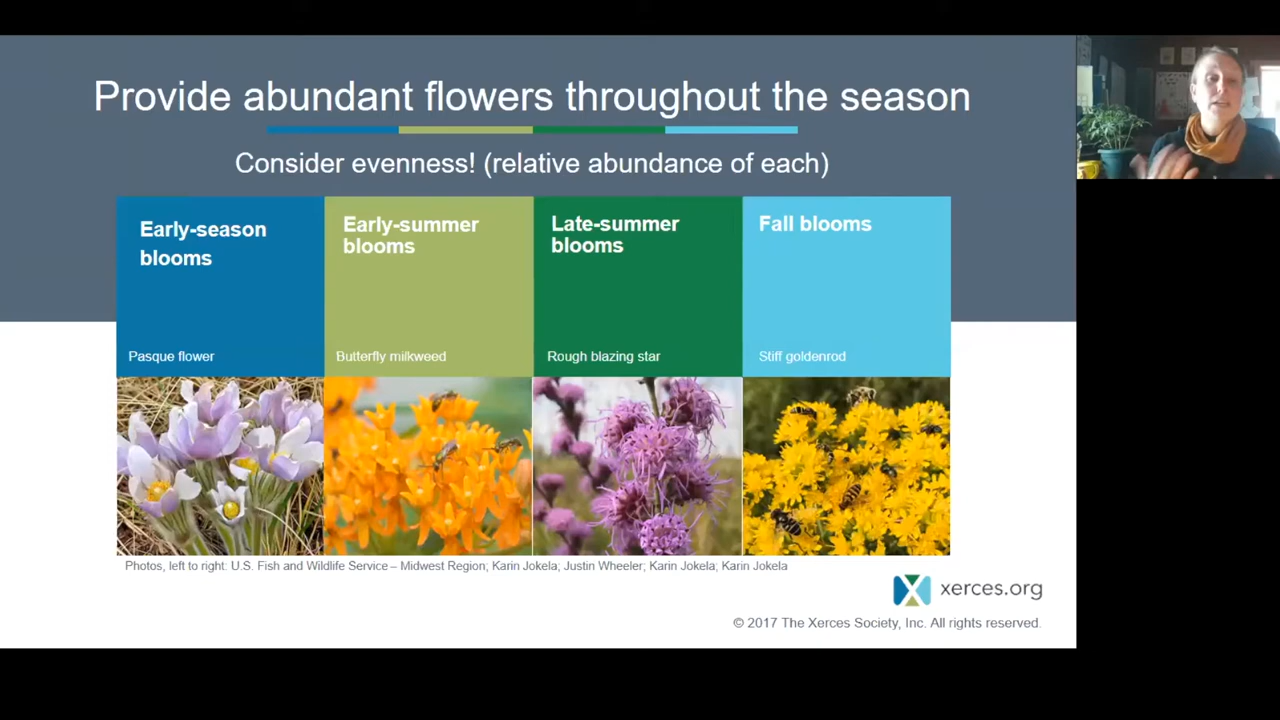 Provide abundant flowers throughout the season
Consider evenness! (relative abundance of each)
Early-season
blooms
Pasque flower
Early-summer
blooms
Butterfly milkweed
Late-summer
blooms
Rough blazing star
Fall blooms
Stiff goldenrod
Photos, left to right: U.S. Fish and Wildlife Service – Midwest Region; Karin Jokela; Justin Wheeler; Karin Jokela; Karin Jokela
xerces.org
© 2017 The Xerces Society, Inc. All rights reserved.